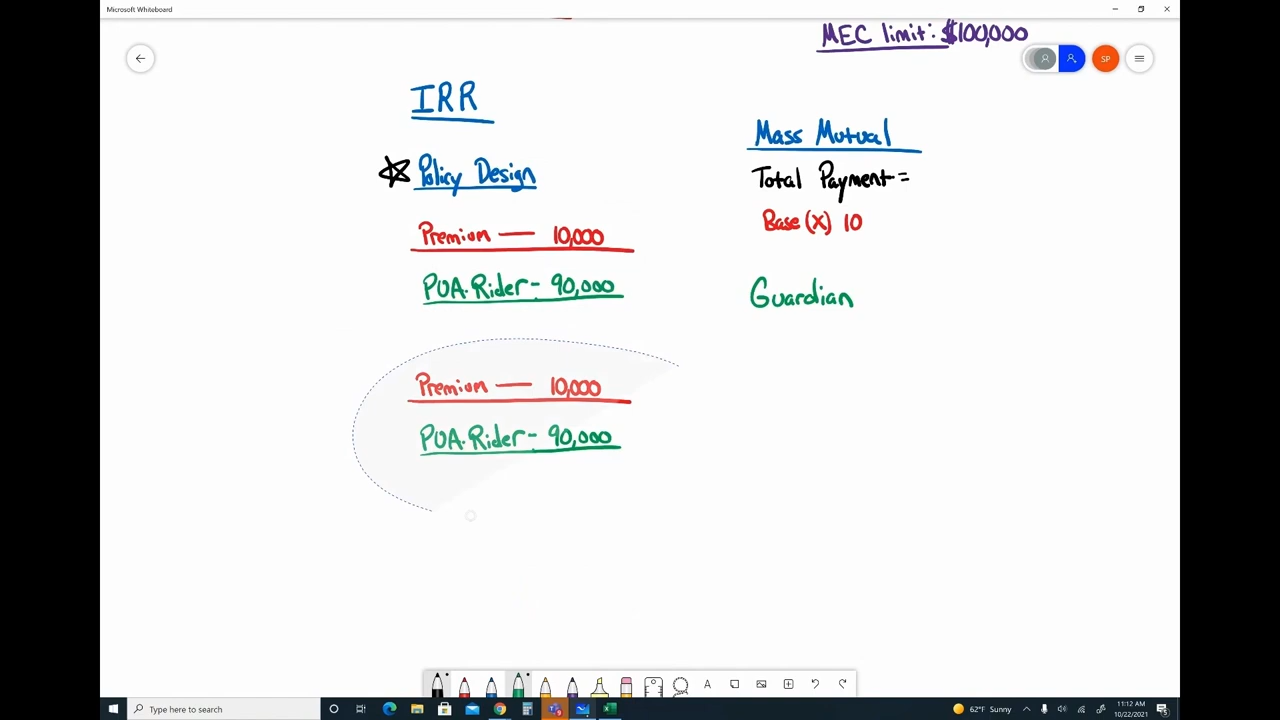 Microsoft Whiteboard
MEC limit: $100,000
SP
IRR
Mass Mutual
Policy Design
Total Payment =
Premium — 10,000
Base (X) 10
PUA. Rider - 90,000
Guardian
Premium — 10,000
PUA. Rider - 90,000
A
Type here to search
62°F Sunny
11:12 AM
10/22/2021
5